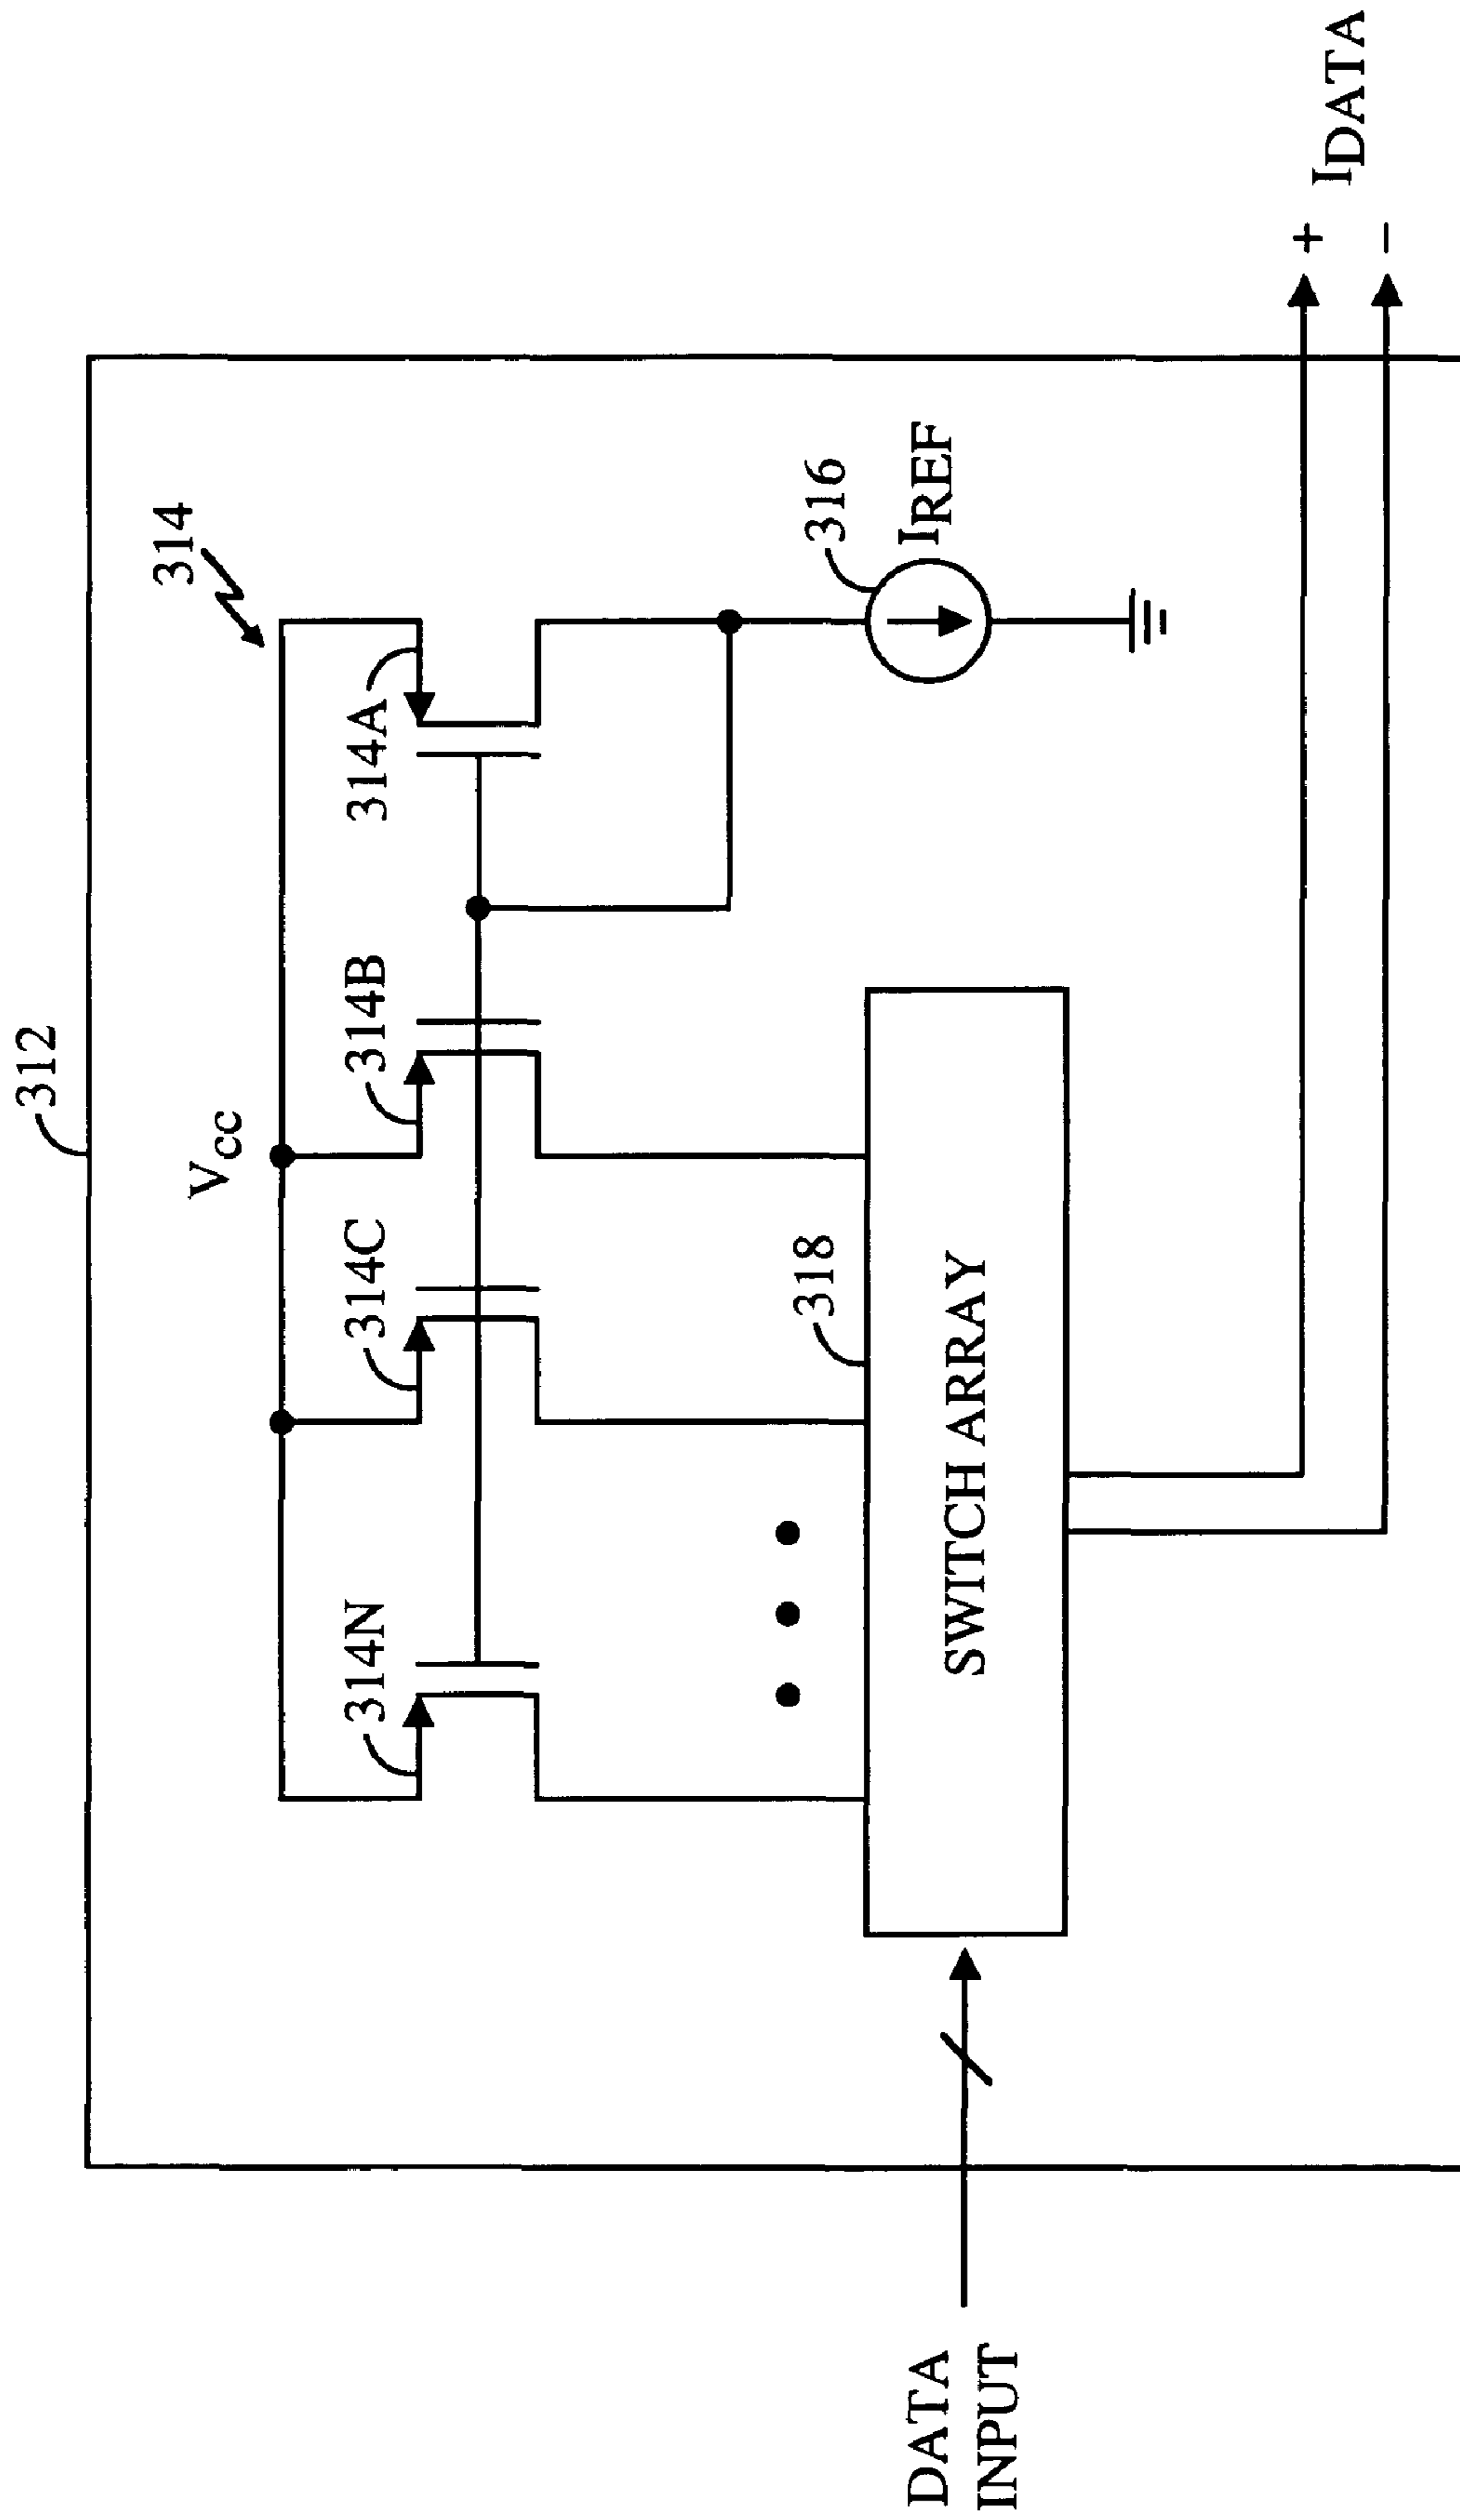 312
VCC
314
314N
314C
314B
314A
316
IREF
318
SWITCH ARRAY
DATA
INPUT
+
IDATA
−